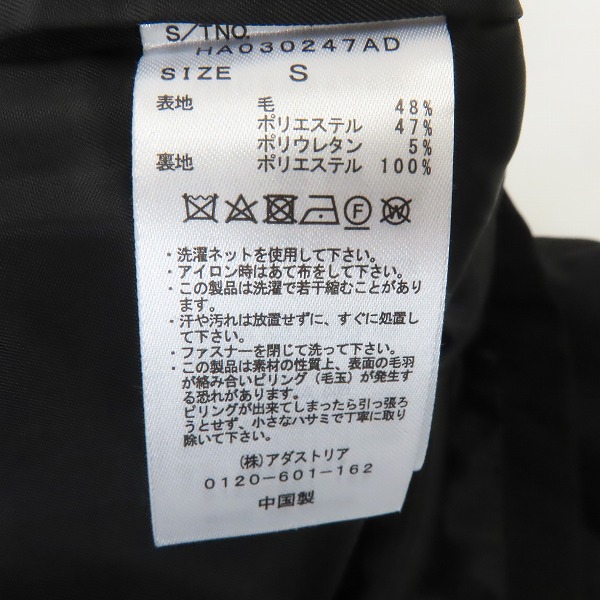 S/TNO.
HA030247AD
SIZE S
表地 毛 48%
ポリエステル 47%
ポリウレタン 5%
裏地 ポリエステル 100%
F W
・洗濯ネットを使用して下さい。
・アイロン時はあて布をして下さい。
・この製品は洗濯で若干縮むことがあり
ます。
・汗や汚れは放置せずに、すぐに処置し
て下さい。
・ファスナーを閉じて洗って下さい。
・この製品は素材の性質上、表面の毛羽
が絡み合いピリング（毛玉）が発生す
る恐れがあります。
ピリングが出来てしまったら引っ張ろ
うとせず、小さなハサミで丁寧に取り
除いて下さい。
(株)アダストリア
0120-601-162
中国製